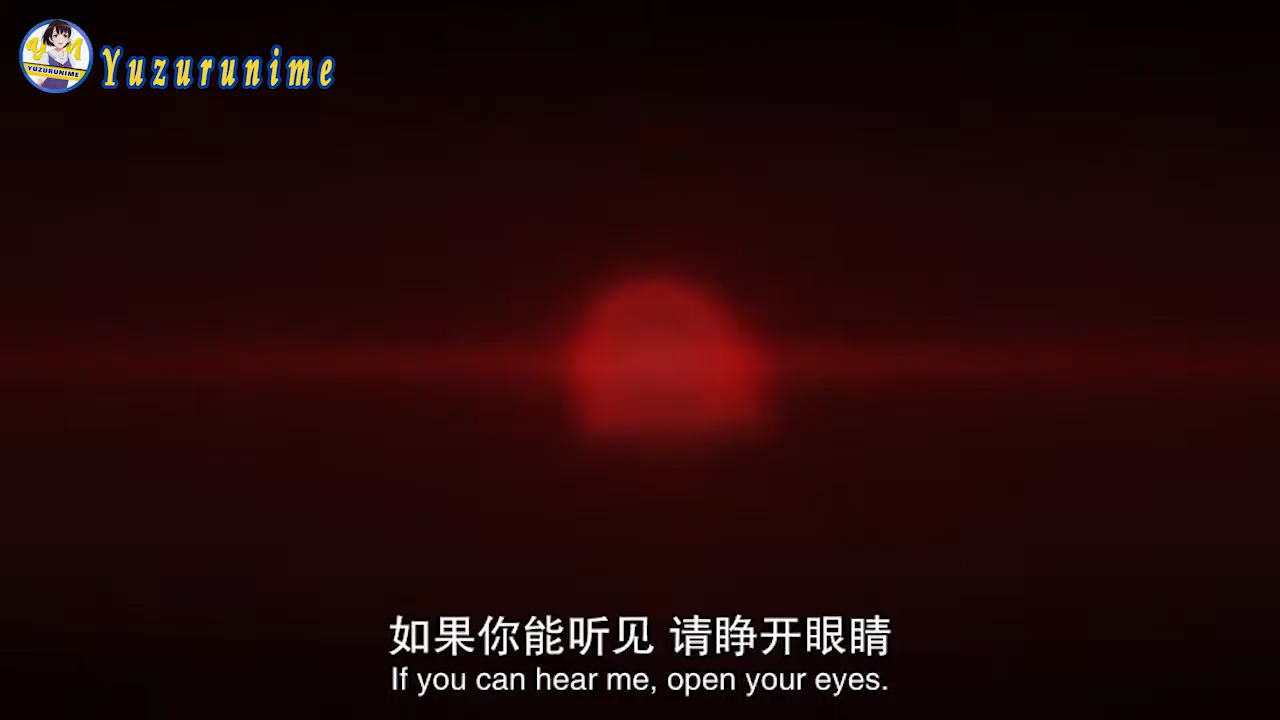 YM
YUZURUNIME
Yuzurunime
如果你能听见 请睁开眼睛
If you can hear me, open your eyes.